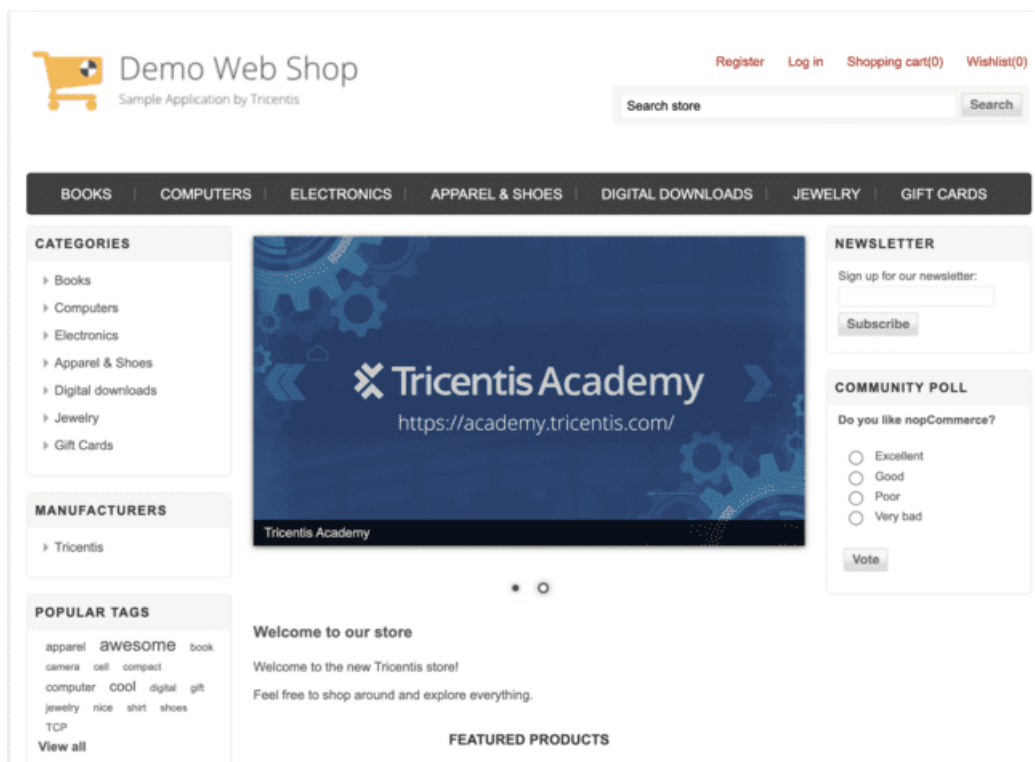 Demo Web Shop
Sample Application by Tricentis
Register Log in Shopping cart(0) Wishlist(0)
Search store Search
BOOKS COMPUTERS ELECTRONICS APPAREL & SHOES DIGITAL DOWNLOADS JEWELRY GIFT CARDS
CATEGORIES
Books
Computers
Electronics
Apparel & Shoes
Digital downloads
Jewelry
Gift Cards
MANUFACTURERS
Tricentis
POPULAR TAGS
apparel awesome book
camera cell compact
computer cool digital gift
jewelry nice shirt shoes
TCP
View all
Tricentis Academy
https://academy.tricentis.com/
Tricentis Academy
Welcome to our store
Welcome to the new Tricentis store!
Feel free to shop around and explore everything.
FEATURED PRODUCTS
NEWSLETTER
Sign up for our newsletter:
Subscribe
COMMUNITY POLL
Do you like nopCommerce?
Excellent
Good
Poor
Very bad
Vote